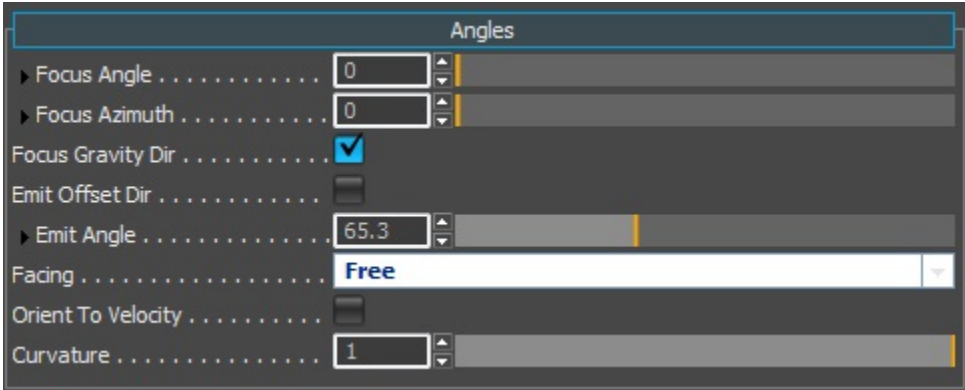 Angles
Focus Angle . . . . . . . . . . . . 0
Focus Azimuth . . . . . . . . . . . 0
Focus Gravity Dir . . . . . . . . . . .
Emit Offset Dir . . . . . . . . . . . .
Emit Angle . . . . . . . . . . . . . . 65.3
Facing . . . . . . . . . . . . . . . . . . Free
Orient To Velocity . . . . . . . . . .
Curvature . . . . . . . . . . . . . . . 1